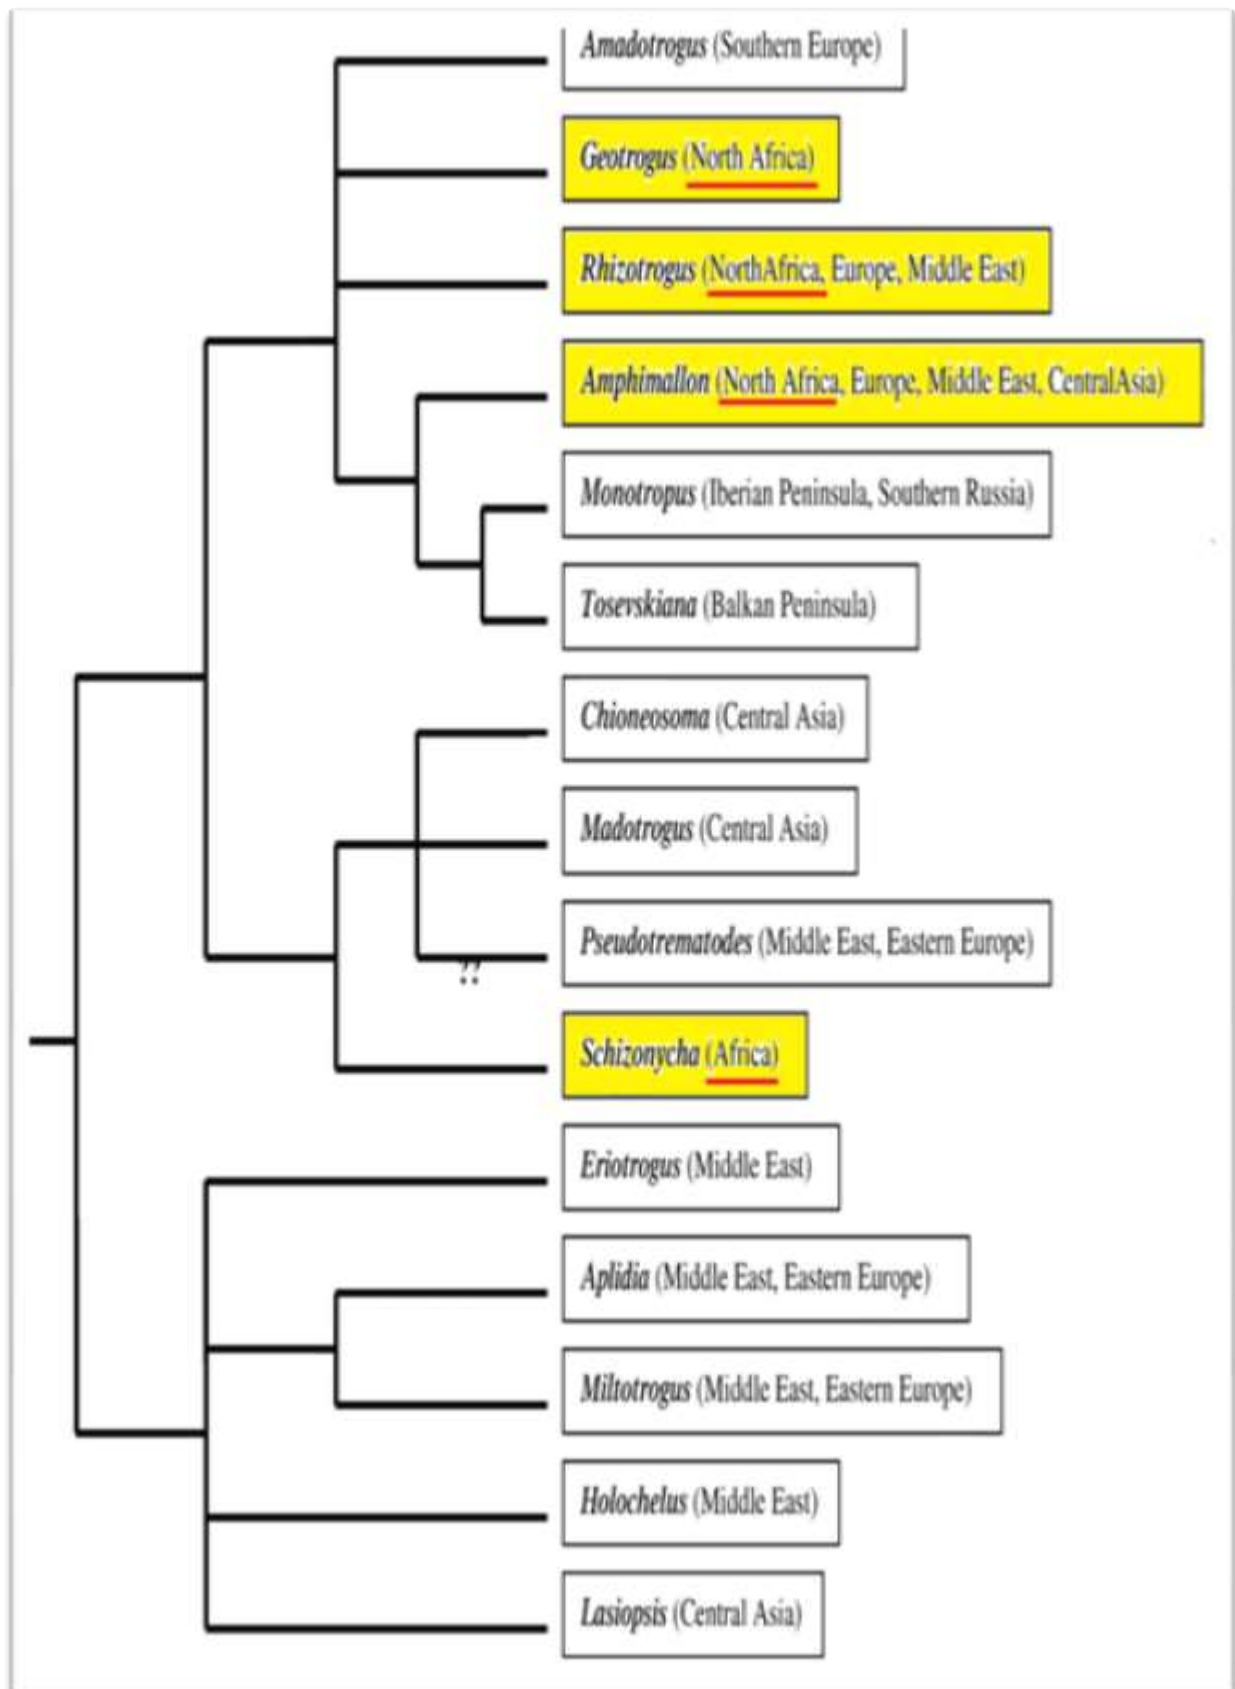 Amadotrogus (Southern Europe)
Geotrogus (North Africa)
Rhizotrogus (NorthAfrica, Europe, Middle East)
Amphimallon (North Africa, Europe, Middle East, CentralAsia)
Monotropus (Iberian Peninsula, Southern Russia)
Tosevskiana (Balkan Peninsula)
Chioneosoma (Central Asia)
Madotrogus (Central Asia)
Pseudotrematodes (Middle East, Eastern Europe)
??
Schizonycha (Africa)
Eriotrogus (Middle East)
Aplidia (Middle East, Eastern Europe)
Miltotrogus (Middle East, Eastern Europe)
Holochelus (Middle East)
Lasiopsis (Central Asia)